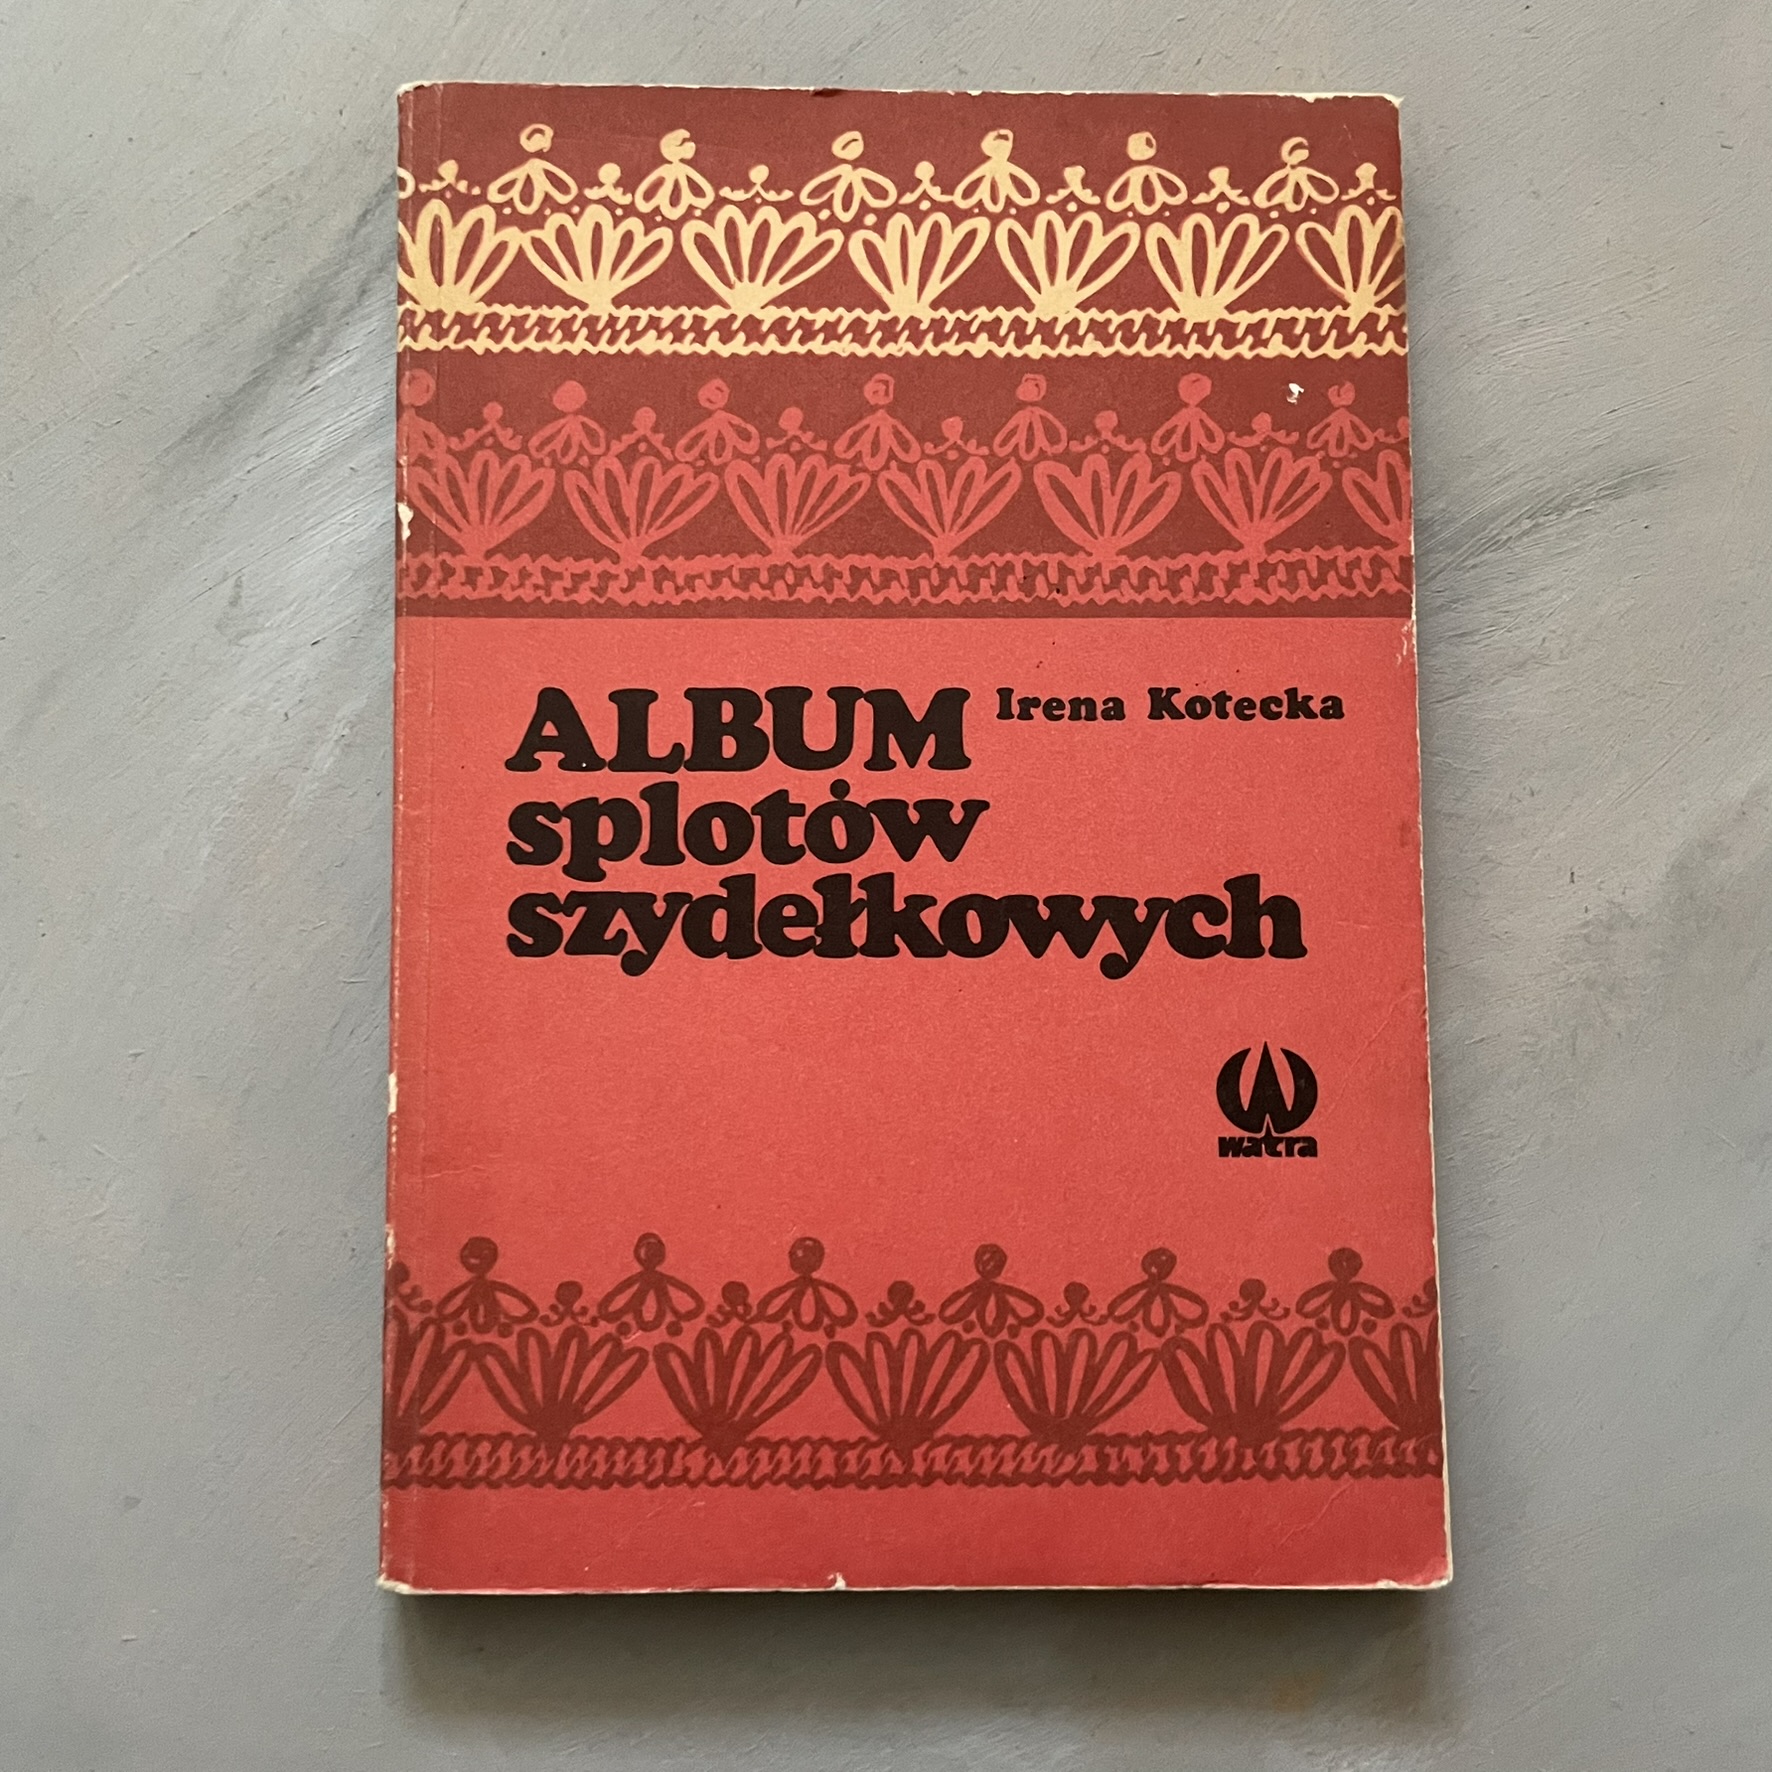 ALBUM Irena Kotecka
splotów
szydełkowych
watra